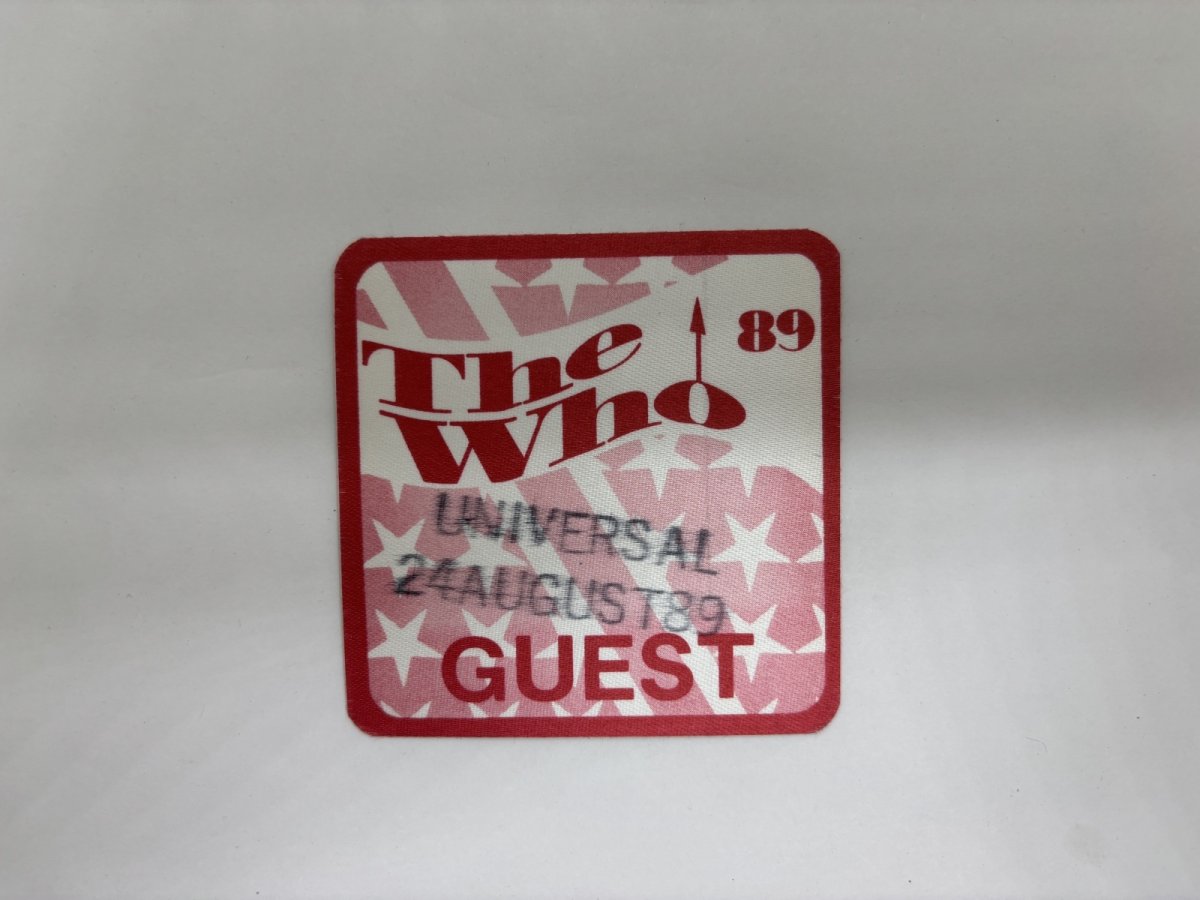 The
Who
89
UNIVERSAL
24AUGUST89
GUEST